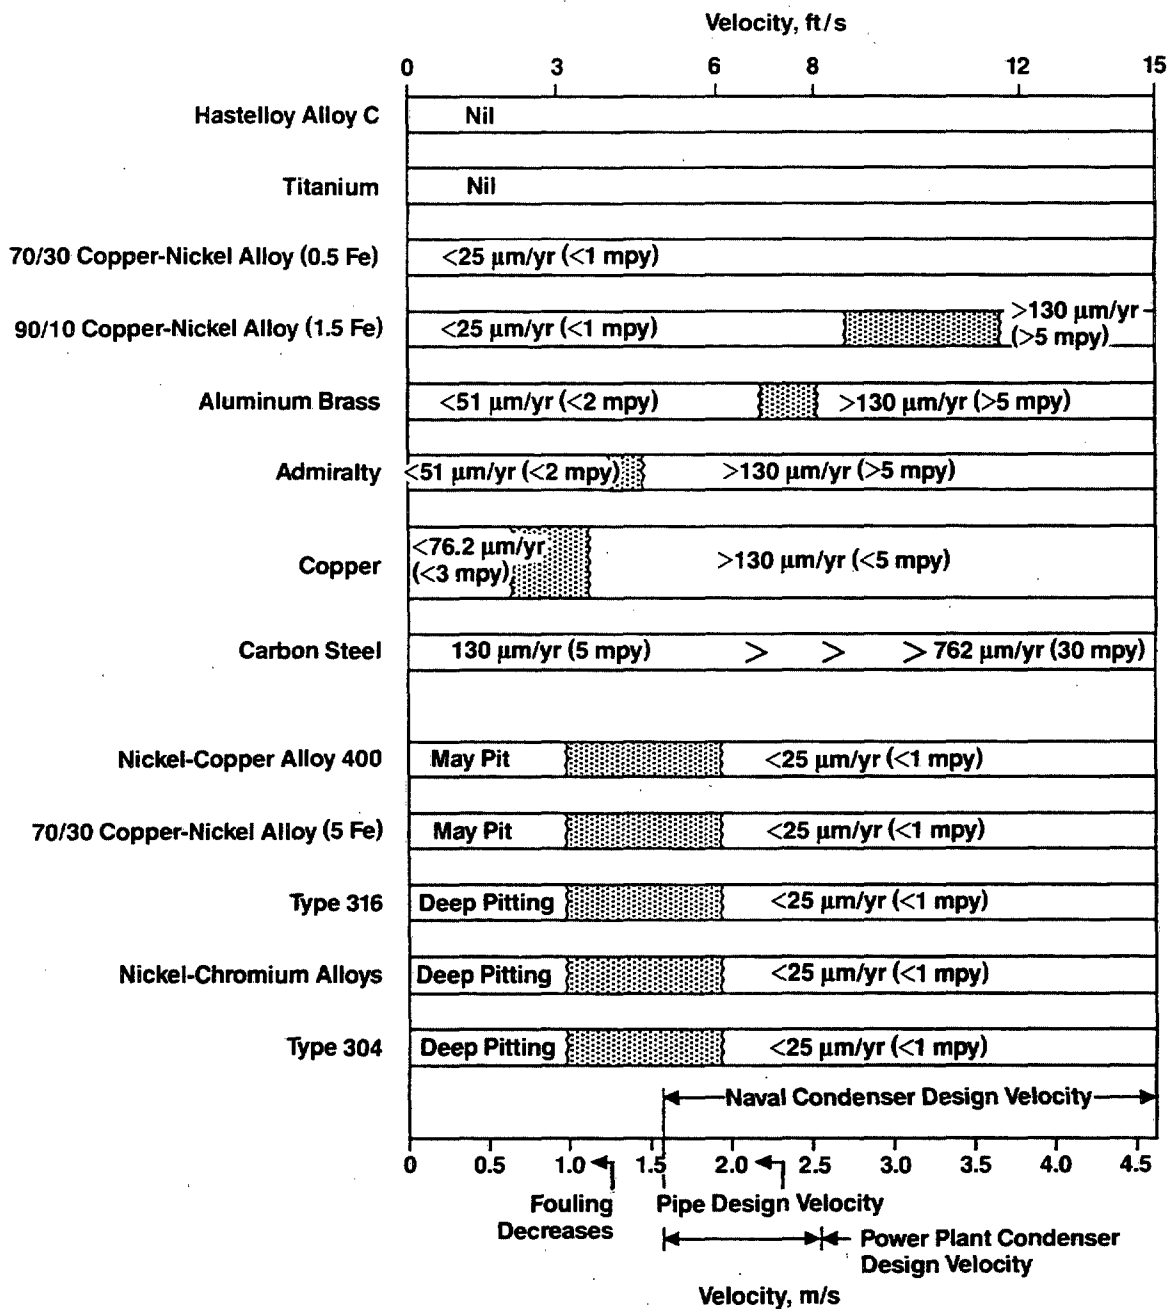 Velocity, ft/s
0 3 6 8 12 15
Hastelloy Alloy C Nil
Titanium Nil
70/30 Copper-Nickel Alloy (0.5 Fe) <25 μm/yr (<1 mpy)
90/10 Copper-Nickel Alloy (1.5 Fe) <25 μm/yr (<1 mpy) >130 μm/yr
(>5 mpy)
Aluminum Brass <51 μm/yr (<2 mpy) >130 μm/yr (>5 mpy)
Admiralty <51 μm/yr (<2 mpy) >130 μm/yr (>5 mpy)
<76.2 μm/yr
(<3 mpy)
Copper >130 μm/yr (<5 mpy)
Carbon Steel 130 μm/yr (5 mpy) > > > 762 μm/yr (30 mpy)
Nickel-Copper Alloy 400 May Pit <25 μm/yr (<1 mpy)
70/30 Copper-Nickel Alloy (5 Fe) May Pit <25 μm/yr (<1 mpy)
Type 316 Deep Pitting <25 μm/yr (<1 mpy)
Nickel-Chromium Alloys Deep Pitting <25 μm/yr (<1 mpy)
Type 304 Deep Pitting <25 μm/yr (<1 mpy)
Naval Condenser Design Velocity
0 0.5 1.0 1.5 2.0 2.5 3.0 3.5 4.0 4.5
Fouling
Decreases
Pipe Design Velocity
Power Plant Condenser
Design Velocity
Velocity, m/s